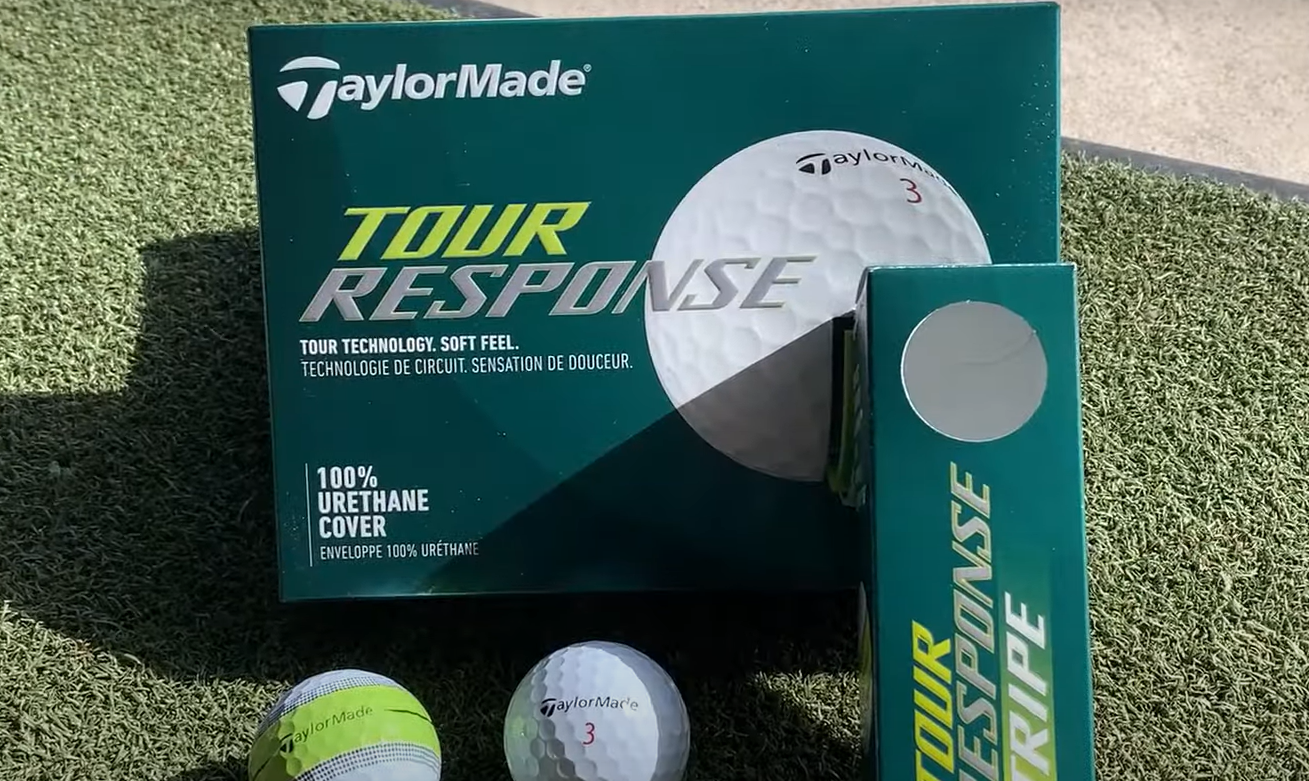 TaylorMade®
TaylorMade
3
TOUR
RESPONSE
TOUR TECHNOLOGY. SOFT FEEL.
TECHNOLOGIE DE CIRCUIT. SENSATION DE DOUCEUR.
100%
URETHANE
COVER
ENVELOPPE 100% URÉTHANE
TOUR
RESPONSE
STRIPE
TaylorMade
TaylorMade
3